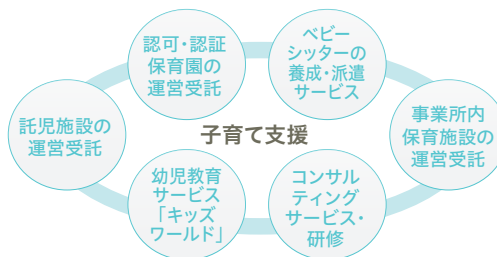 認可・認証
保育園の
運営受託
ベビー
シッターの
養成・派遣
サービス
託児施設の
運営受託
子育て支援
事業所内
保育施設の
運営受託
幼児教育
サービス
「キッズ
ワールド」
コンサル
ティング
サービス・
研修